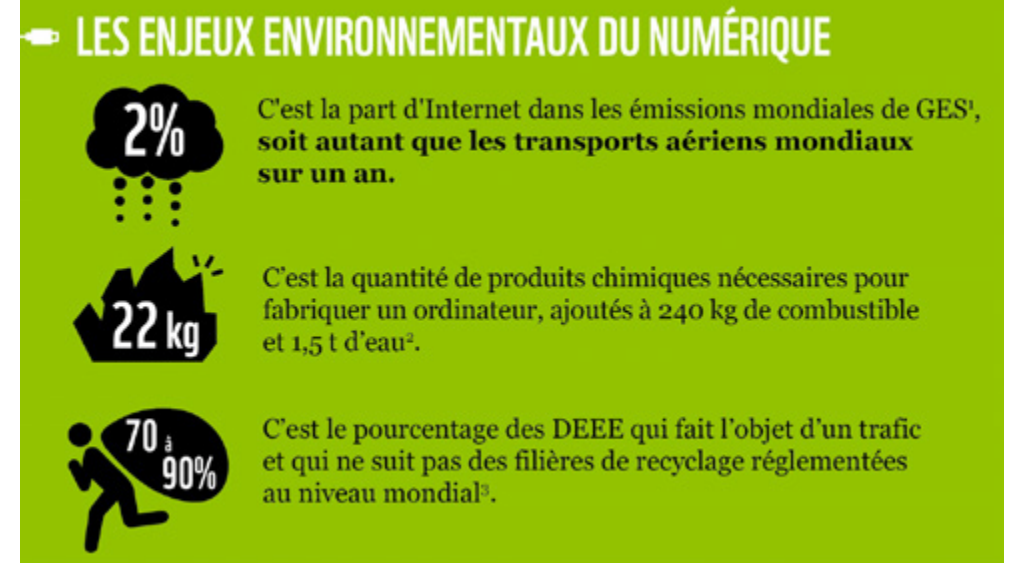 LES ENJEUX ENVIRONNEMENTAUX DU NUMÉRIQUE
2%
C'est la part d'Internet dans les émissions mondiales de GES¹,
soit autant que les transports aériens mondiaux
sur un an.
22 kg
C’est la quantité de produits chimiques nécessaires pour
fabriquer un ordinateur, ajoutés à 240 kg de combustible
et 1,5 t d’eau².
70 à
90%
C’est le pourcentage des DEEE qui fait l’objet d’un trafic
et qui ne suit pas des filières de recyclage réglementées
au niveau mondial³.